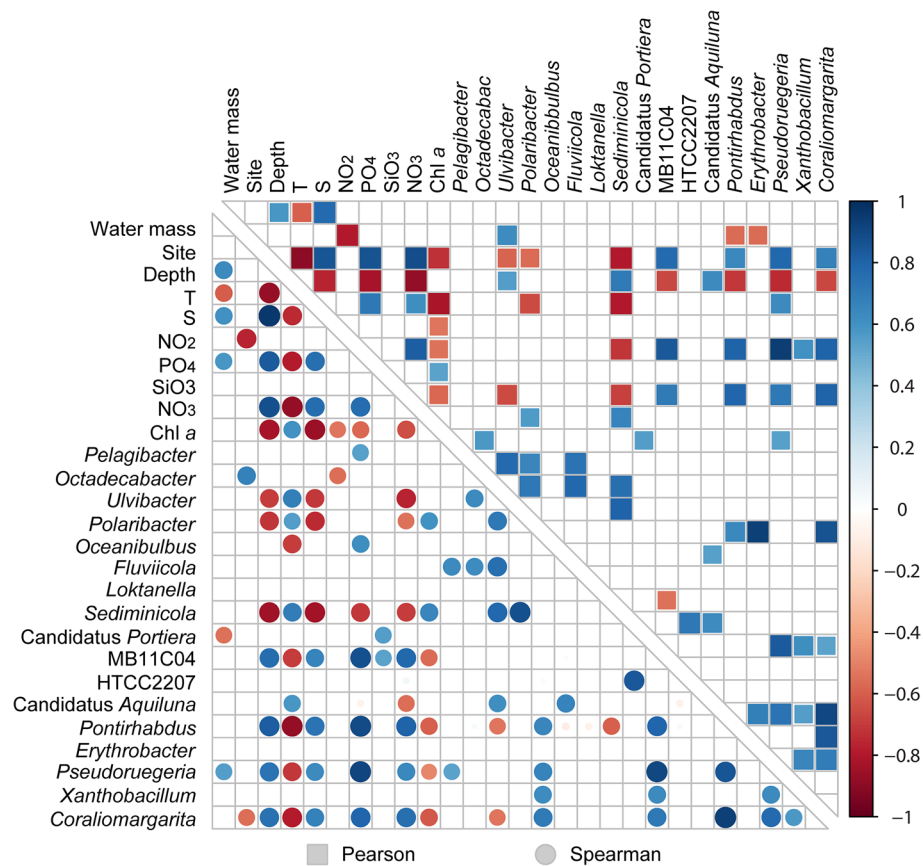 Water mass
Site
Depth
T
S
NO2
PO4
SiO3
NO3
Chl a
Pelagibacter
Octadecabac
Ulvibacter
Polaribacter
Oceanibbulbus
Fluviicola
Loktanella
Sediminicola
Candidatus Portiera
MB11C04
HTCC2207
Candidatus Aquiluna
Pontirhabdus
Erythrobacter
Pseudoruegeria
Xanthobacillum
Coraliomargarita
Water mass
Site
Depth
T
S
NO2
PO4
SiO3
NO3
Chl a
Pelagibacter
Octadecabacter
Ulvibacter
Polaribacter
Oceanibulbus
Fluviicola
Loktanella
Sediminicola
Candidatus Portiera
MB11C04
HTCC2207
Candidatus Aquiluna
Pontirhabdus
Erythrobacter
Pseudoruegeria
Xanthobacillum
Coraliomargarita
1
0.8
0.6
0.4
0.2
0
−0.2
−0.4
−0.6
−0.8
−1
Pearson
Spearman